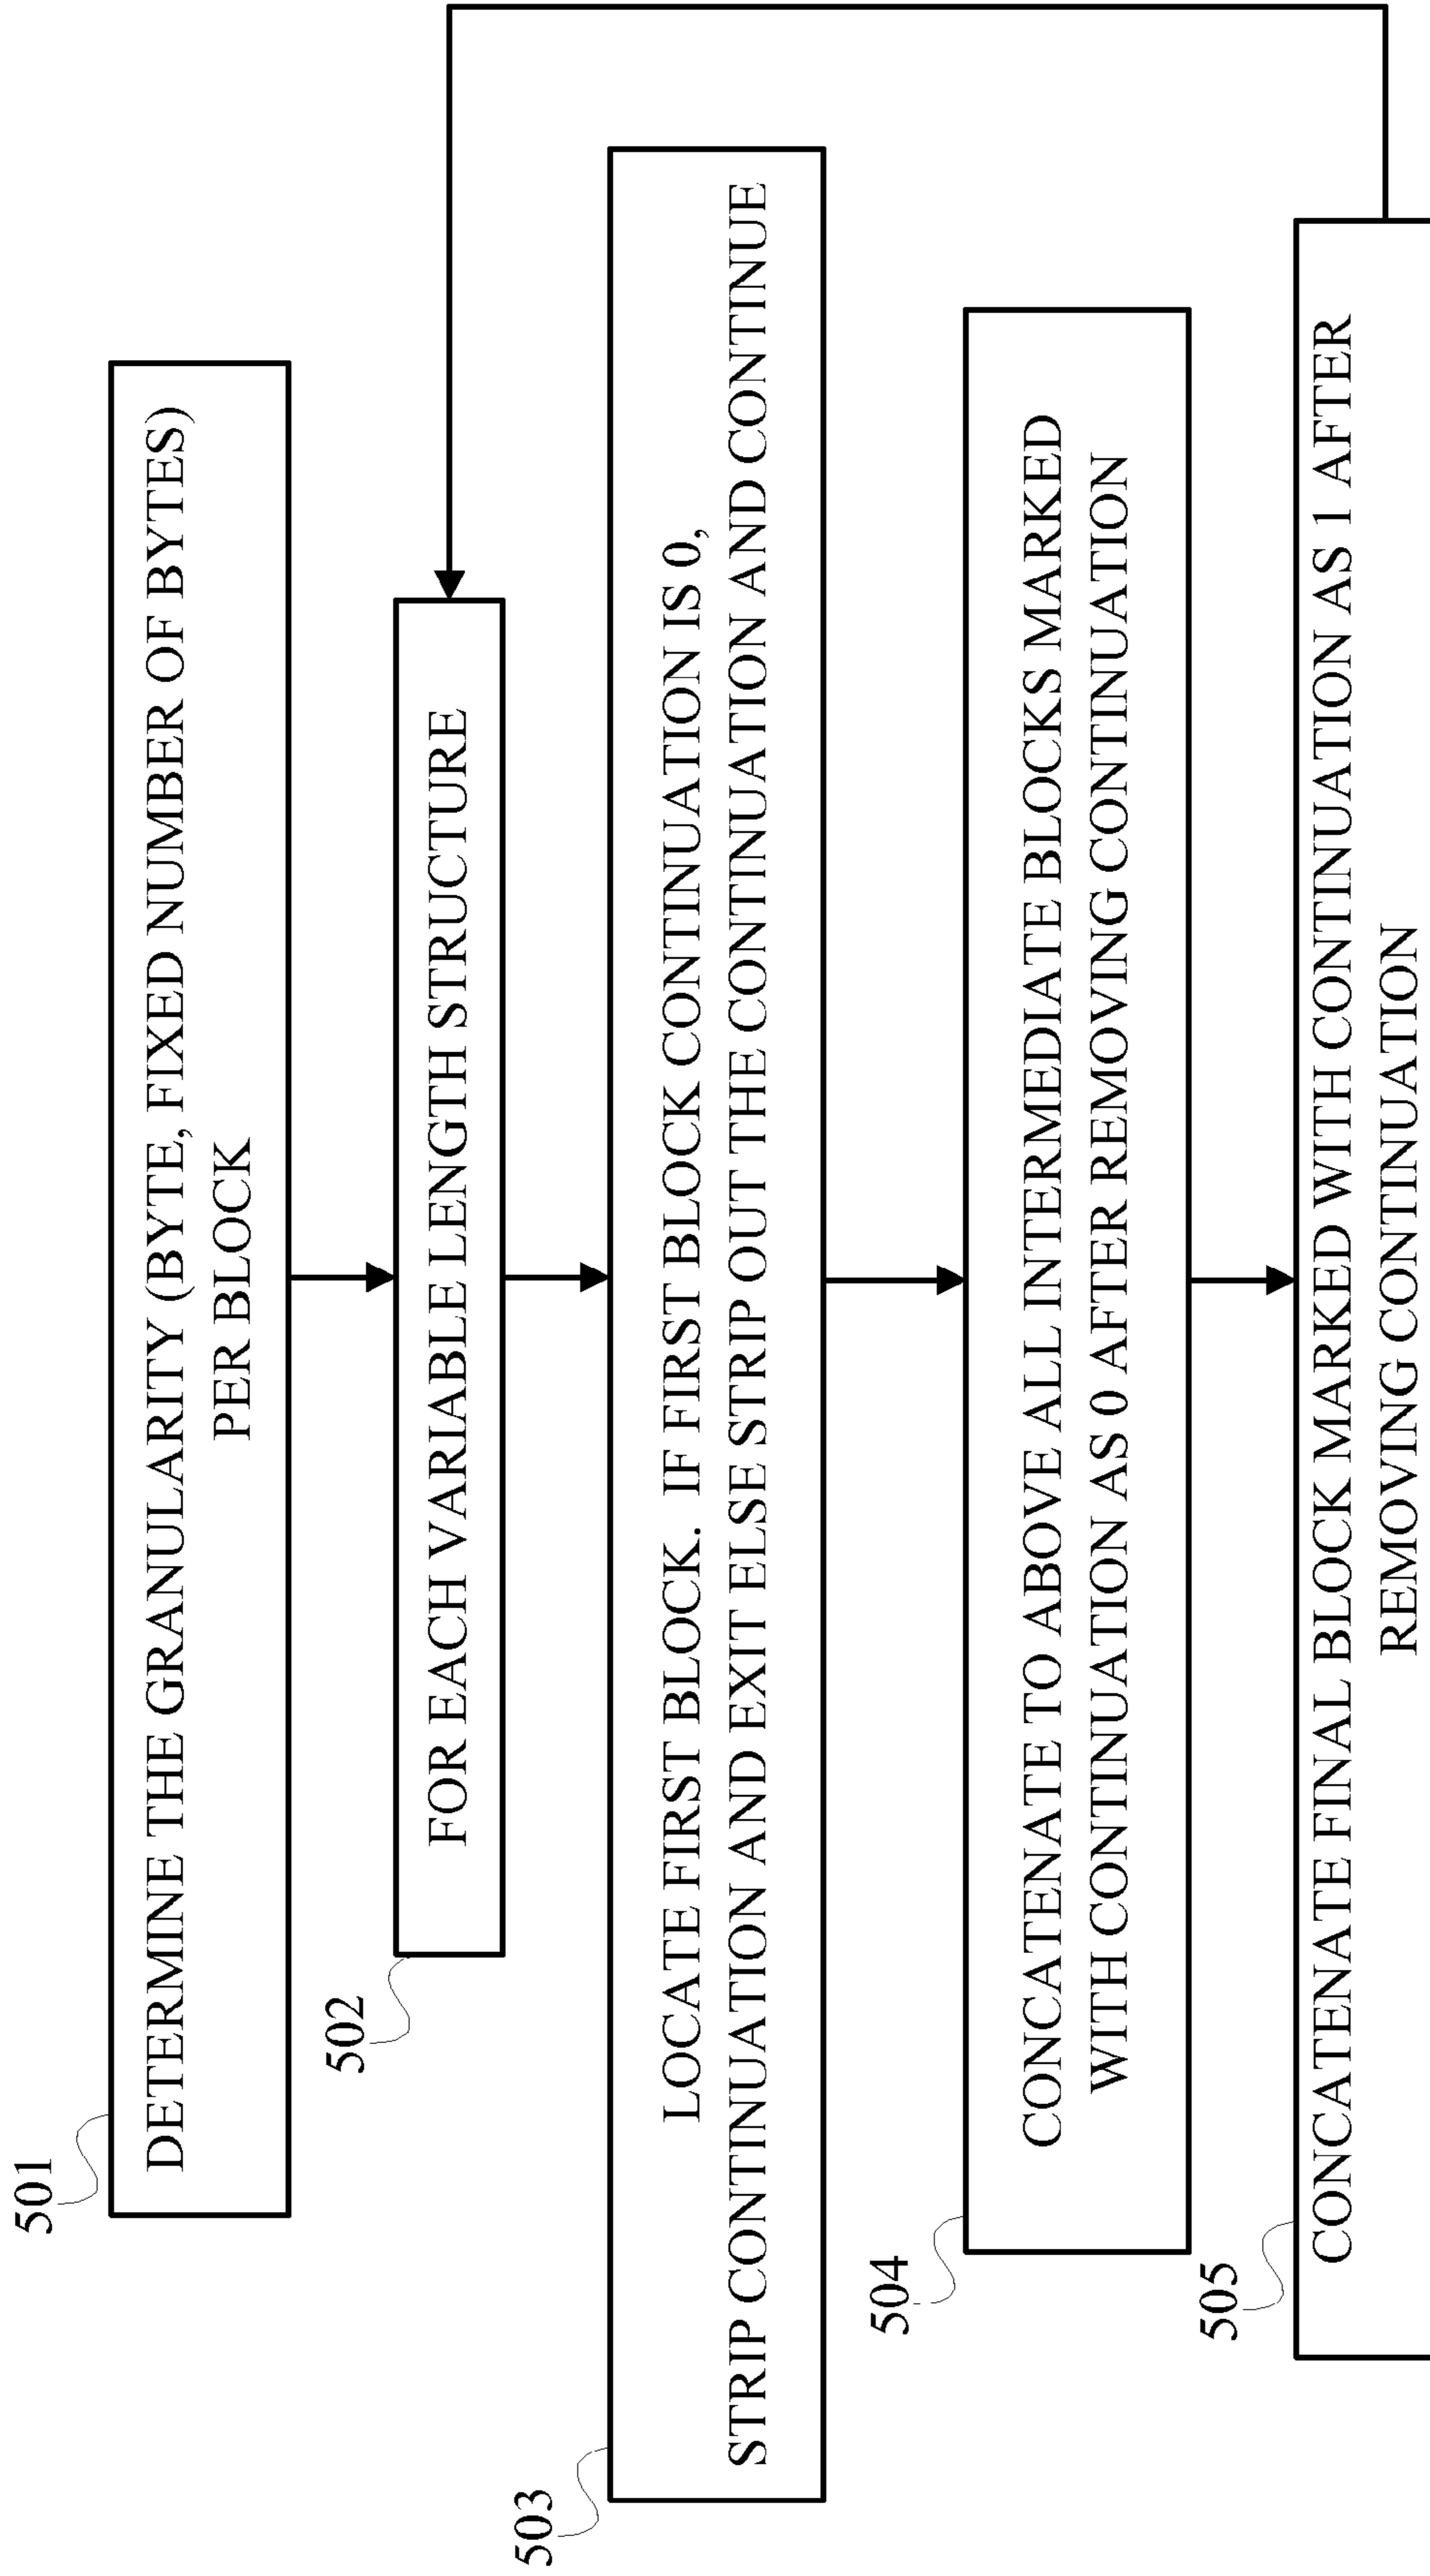 501
DETERMINE THE GRANULARITY (BYTE, FIXED NUMBER OF BYTES)
PER BLOCK
502
FOR EACH VARIABLE LENGTH STRUCTURE
503
LOCATE FIRST BLOCK. IF FIRST BLOCK CONTINUATION IS 0,
STRIP CONTINUATION AND EXIT ELSE STRIP OUT THE CONTINUATION AND CONTINUE
504
CONCATENATE TO ABOVE ALL INTERMEDIATE BLOCKS MARKED
WITH CONTINUATION AS 0 AFTER REMOVING CONTINUATION
505
CONCATENATE FINAL BLOCK MARKED WITH CONTINUATION AS 1 AFTER
REMOVING CONTINUATION